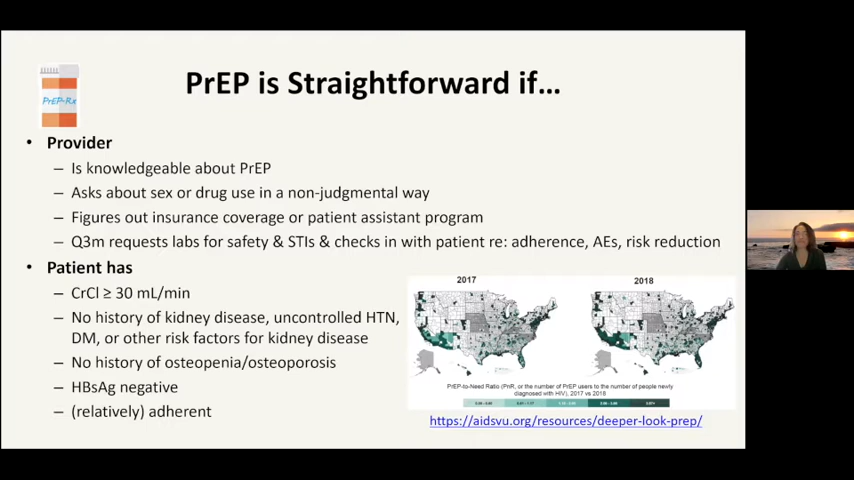 PrEP is Straightforward if...
PrEP-Rx
• Provider
– Is knowledgeable about PrEP
– Asks about sex or drug use in a non-judgmental way
– Figures out insurance coverage or patient assistant program
– Q3m requests labs for safety & STIs & checks in with patient re: adherence, AEs, risk reduction
• Patient has
– CrCl ≥ 30 mL/min
– No history of kidney disease, uncontrolled HTN,
DM, or other risk factors for kidney disease
– No history of osteopenia/osteoporosis
– HBsAg negative
– (relatively) adherent
2017
2018
PrEP-to-Need Ratio (PnR, or the number of PrEP users to the number of people newly
diagnosed with HIV), 2017 vs 2018
https://aidsvu.org/resources/deeper-look-prep/